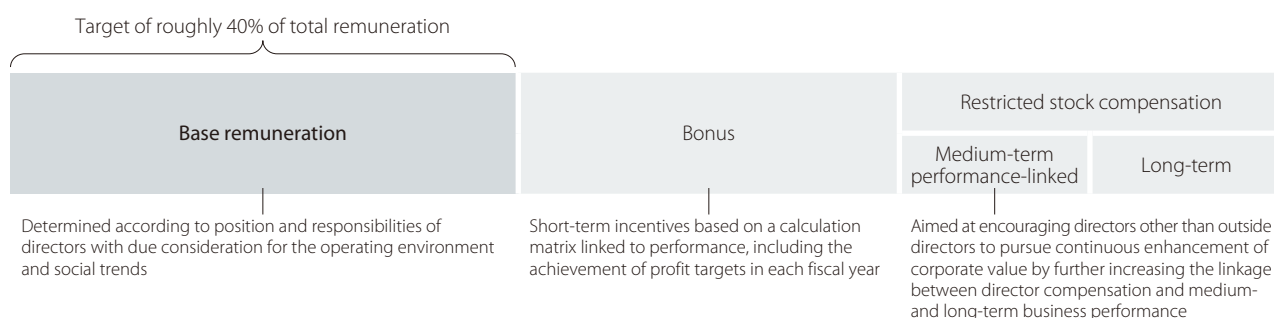 Target of roughly 40% of total remuneration
Base remuneration
Bonus
Restricted stock compensation
Medium-term
performance-linked
Long-term
Determined according to position and responsibilities of
directors with due consideration for the operating environment
and social trends
Short-term incentives based on a calculation
matrix linked to performance, including the
achievement of profit targets in each fiscal year
Aimed at encouraging directors other than outside
directors to pursue continuous enhancement of
corporate value by further increasing the linkage
between director compensation and medium-
and long-term business performance